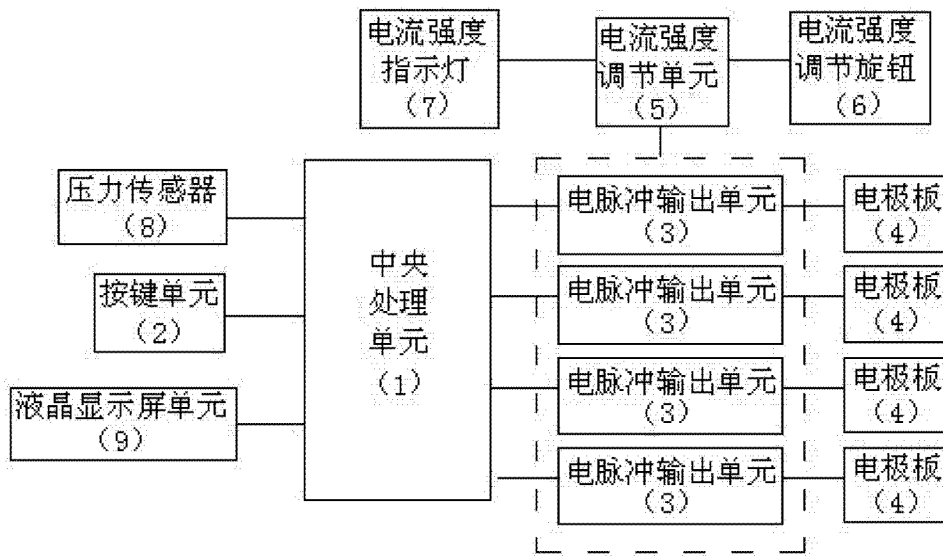 电流强度
指示灯
(7)
电流强度
调节单元
(5)
电流强度
调节旋钮
(6)
压力传感器
(8)
按键单元
(2)
液晶显示屏单元
(9)
中央
处理
单元
(1)
电脉冲输出单元
(3)
电极板
(4)
电脉冲输出单元
(3)
电极板
(4)
电脉冲输出单元
(3)
电极板
(4)
电脉冲输出单元
(3)
电极板
(4)